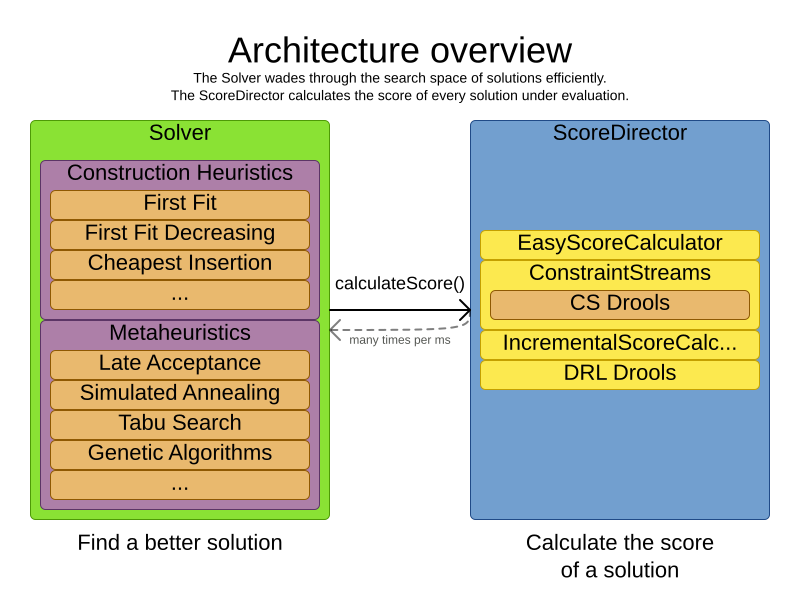 Architecture overview
The Solver wades through the search space of solutions efficiently.
The ScoreDirector calculates the score of every solution under evaluation.
Solver
Construction Heuristics
First Fit
First Fit Decreasing
Cheapest Insertion
...
Metaheuristics
Late Acceptance
Simulated Annealing
Tabu Search
Genetic Algorithms
...
Find a better solution
calculateScore()
many times per ms
ScoreDirector
EasyScoreCalculator
ConstraintStreams
CS Drools
IncrementalScoreCalc...
DRL Drools
Calculate the score
of a solution